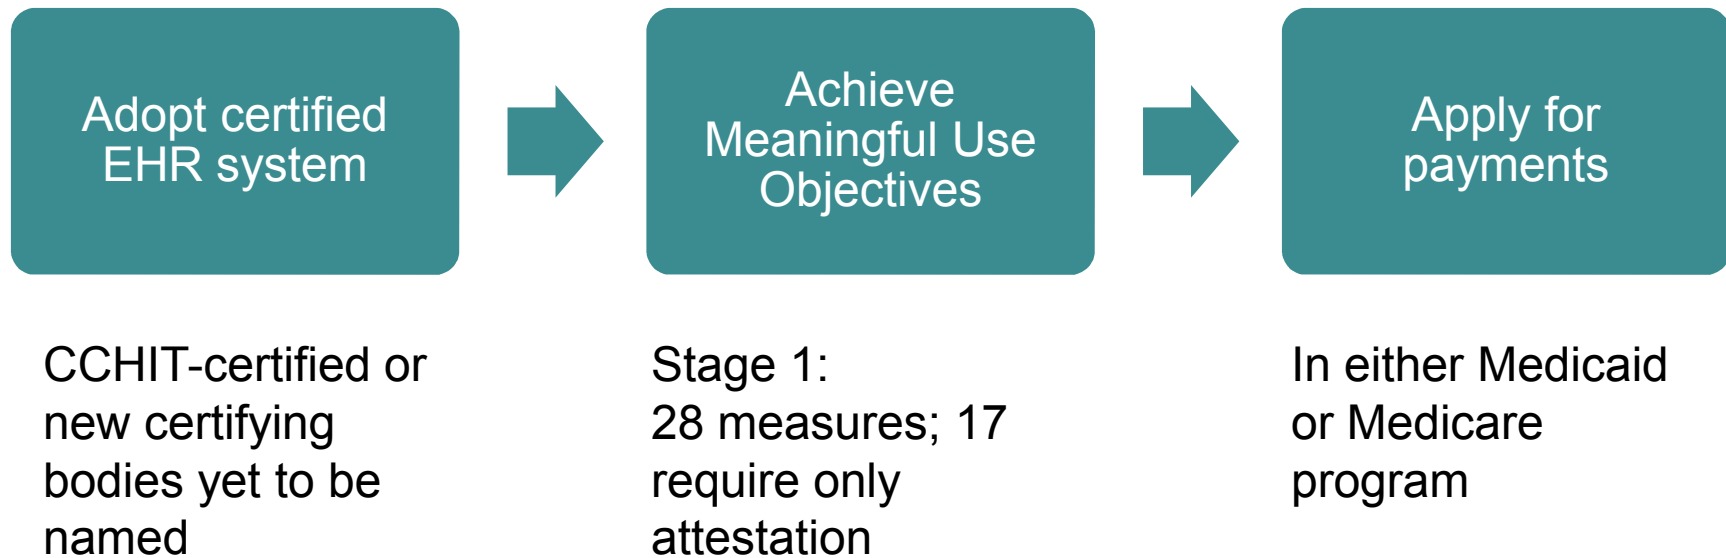 Adopt certified
EHR system
Achieve
Meaningful Use
Objectives
Apply for
payments
CCHIT-certified or
new certifying
bodies yet to be
named
Stage 1:
28 measures; 17
require only
attestation
In either Medicaid
or Medicare
program